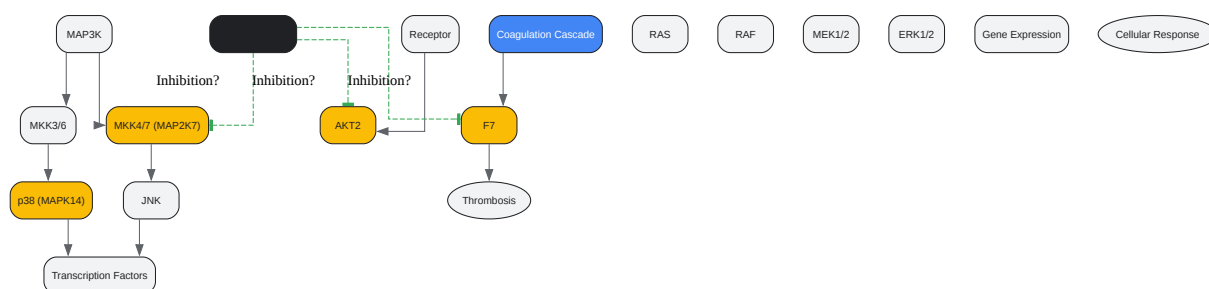 MAP3K
Receptor
Coagulation Cascade
RAS
RAF
MEK1/2
ERK1/2
Gene Expression
Cellular Response
Inhibition?
Inhibition?
Inhibition?
MKK3/6
MKK4/7 (MAP2K7)
AKT2
F7
p38 (MAPK14)
JNK
Thrombosis
Transcription Factors